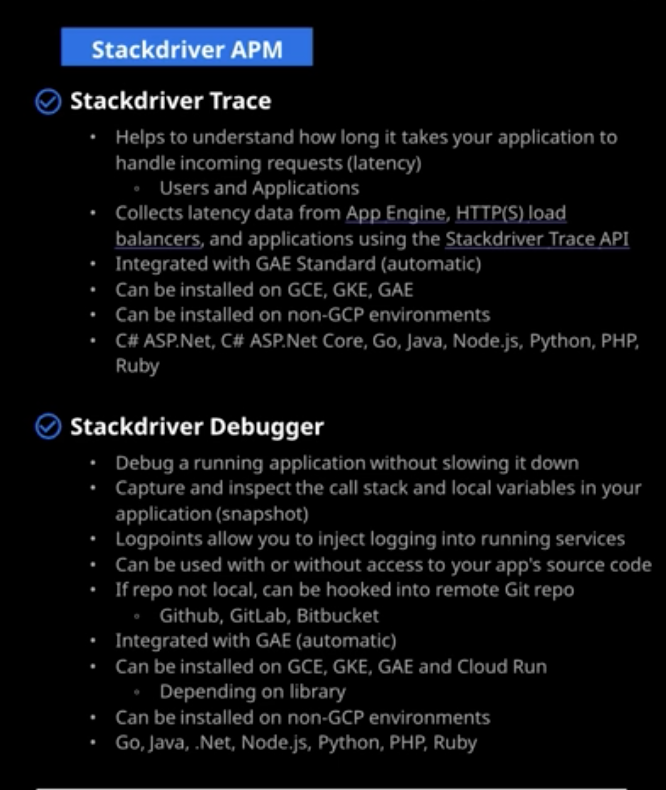 Stackdriver APM
Stackdriver Trace
• Helps to understand how long it takes your application to
handle incoming requests (latency)
◦ Users and Applications
• Collects latency data from App Engine, HTTP(S) load
balancers, and applications using the Stackdriver Trace API
• Integrated with GAE Standard (automatic)
• Can be installed on GCE, GKE, GAE
• Can be installed on non-GCP environments
• C# ASP.Net, C# ASP.Net Core, Go, Java, Node.js, Python, PHP,
Ruby
Stackdriver Debugger
• Debug a running application without slowing it down
• Capture and inspect the call stack and local variables in your
application (snapshot)
• Logpoints allow you to inject logging into running services
• Can be used with or without access to your app's source code
• If repo not local, can be hooked into remote Git repo
◦ Github, GitLab, Bitbucket
• Integrated with GAE (automatic)
• Can be installed on GCE, GKE, GAE and Cloud Run
◦ Depending on library
• Can be installed on non-GCP environments
• Go, Java, .Net, Node.js, Python, PHP, Ruby